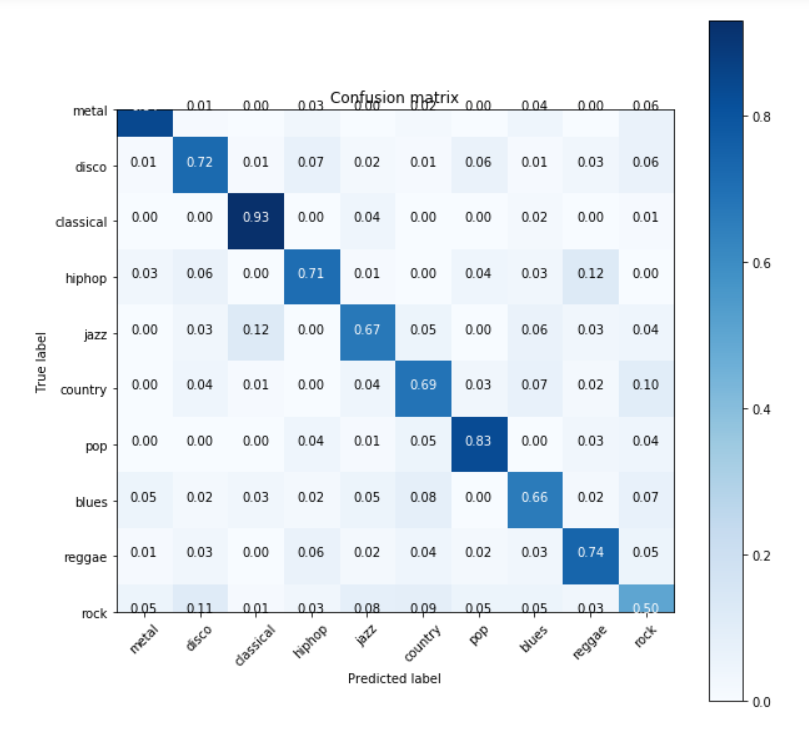 Confusion matrix
metal 0.01 0.00 0.03 0.00 0.02 0.00 0.04 0.00 0.06
disco 0.01 0.72 0.01 0.07 0.02 0.01 0.06 0.01 0.03 0.06
classical 0.00 0.00 0.93 0.00 0.04 0.00 0.00 0.02 0.00 0.01
hiphop 0.03 0.06 0.00 0.71 0.01 0.00 0.04 0.03 0.12 0.00
jazz 0.00 0.03 0.12 0.00 0.67 0.05 0.00 0.06 0.03 0.04
country 0.00 0.04 0.01 0.00 0.04 0.69 0.03 0.07 0.02 0.10
pop 0.00 0.00 0.00 0.04 0.01 0.05 0.83 0.00 0.03 0.04
blues 0.05 0.02 0.03 0.02 0.05 0.08 0.00 0.66 0.02 0.07
reggae 0.01 0.03 0.00 0.06 0.02 0.04 0.02 0.03 0.74 0.05
rock 0.05 0.11 0.01 0.03 0.08 0.09 0.05 0.05 0.03 0.50
metal disco classical hiphop jazz country pop blues reggae rock
Predicted label
True label
0.8
0.6
0.4
0.2
0.0